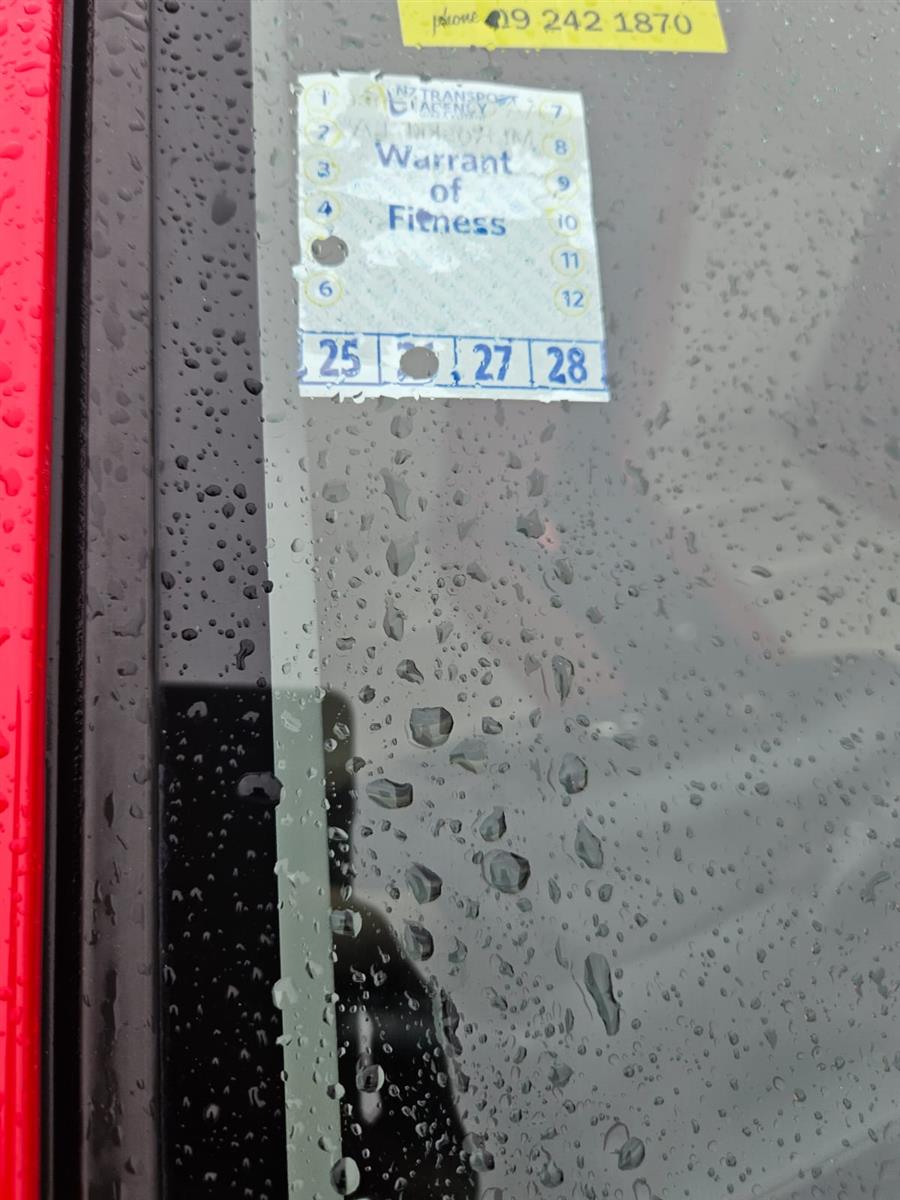 phone 09 242 1870
NZ TRANSPORT
AGENCY
Warrant
of
Fitness
1
2
3
4
6
7
8
9
10
11
12
25 27 28